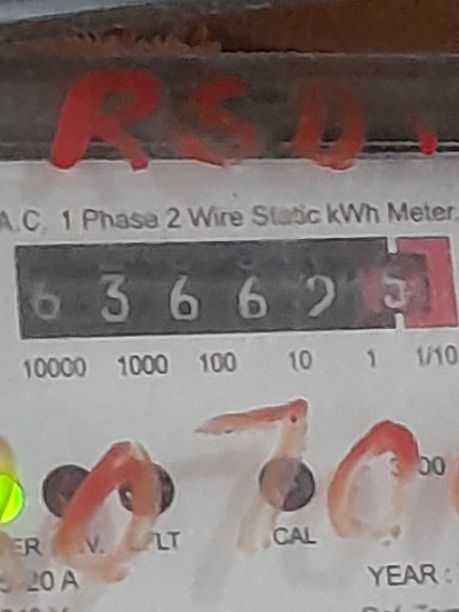 RSD.
A.C. 1 Phase 2 Wire Static kWh Meter
3 6 6
10000 1000 100 10 1 1/10
070
00
CAL
20 A
YEAR :